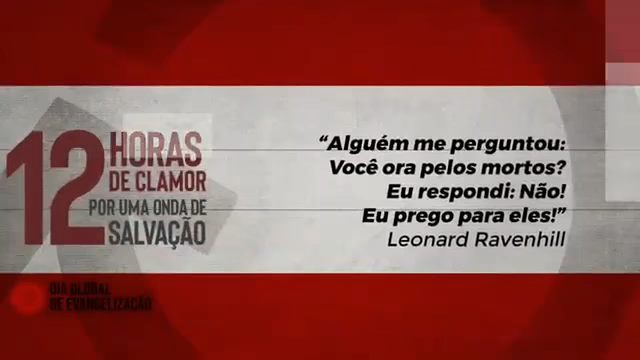 12 HORAS
DE CLAMOR
POR UMA ONDA DE
SALVAÇÃO
“Alguém me perguntou:
Você ora pelos mortos?
Eu respondi: Não!
Eu prego para eles!”
Leonard Ravenhill
DIA GLOBAL
DE EVANGELIZAÇÃO